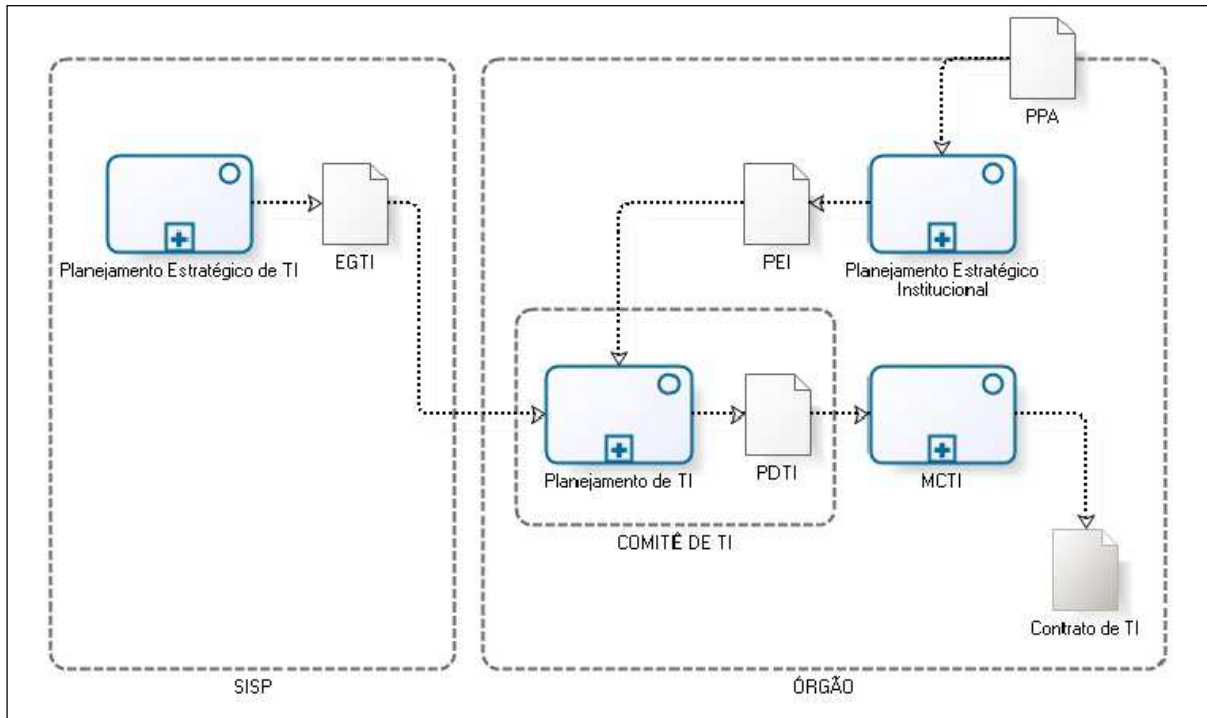 PPA
Planejamento Estratégico de TI
EGTI
PEI
Planejamento Estratégico
Institucional
Planejamento de TI
PDTI
MCTI
COMITÊ DE TI
Contrato de TI
SISP
ÓRGÃO